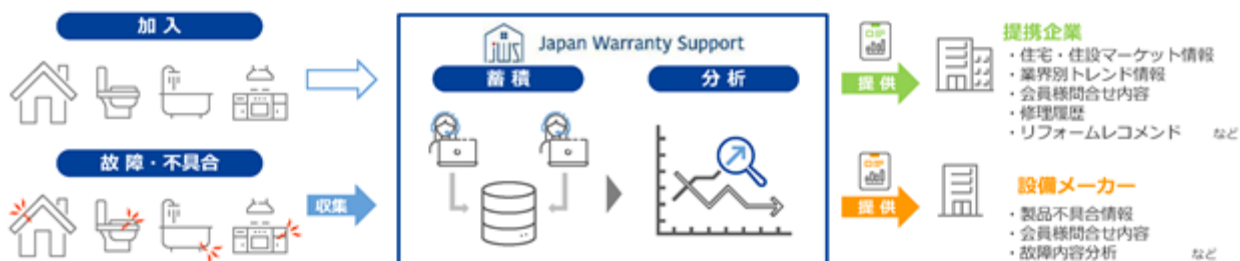 加入
故障・不具合
収集
JWS
Japan Warranty Support
蓄積
分析
提供
提携企業
・住宅・住設マーケット情報
・業界別トレンド情報
・会員様問合せ内容
・修理履歴
・リフォームレコメンド など
提供
設備メーカー
・製品不具合情報
・会員様問合せ内容
・故障内容分析 など